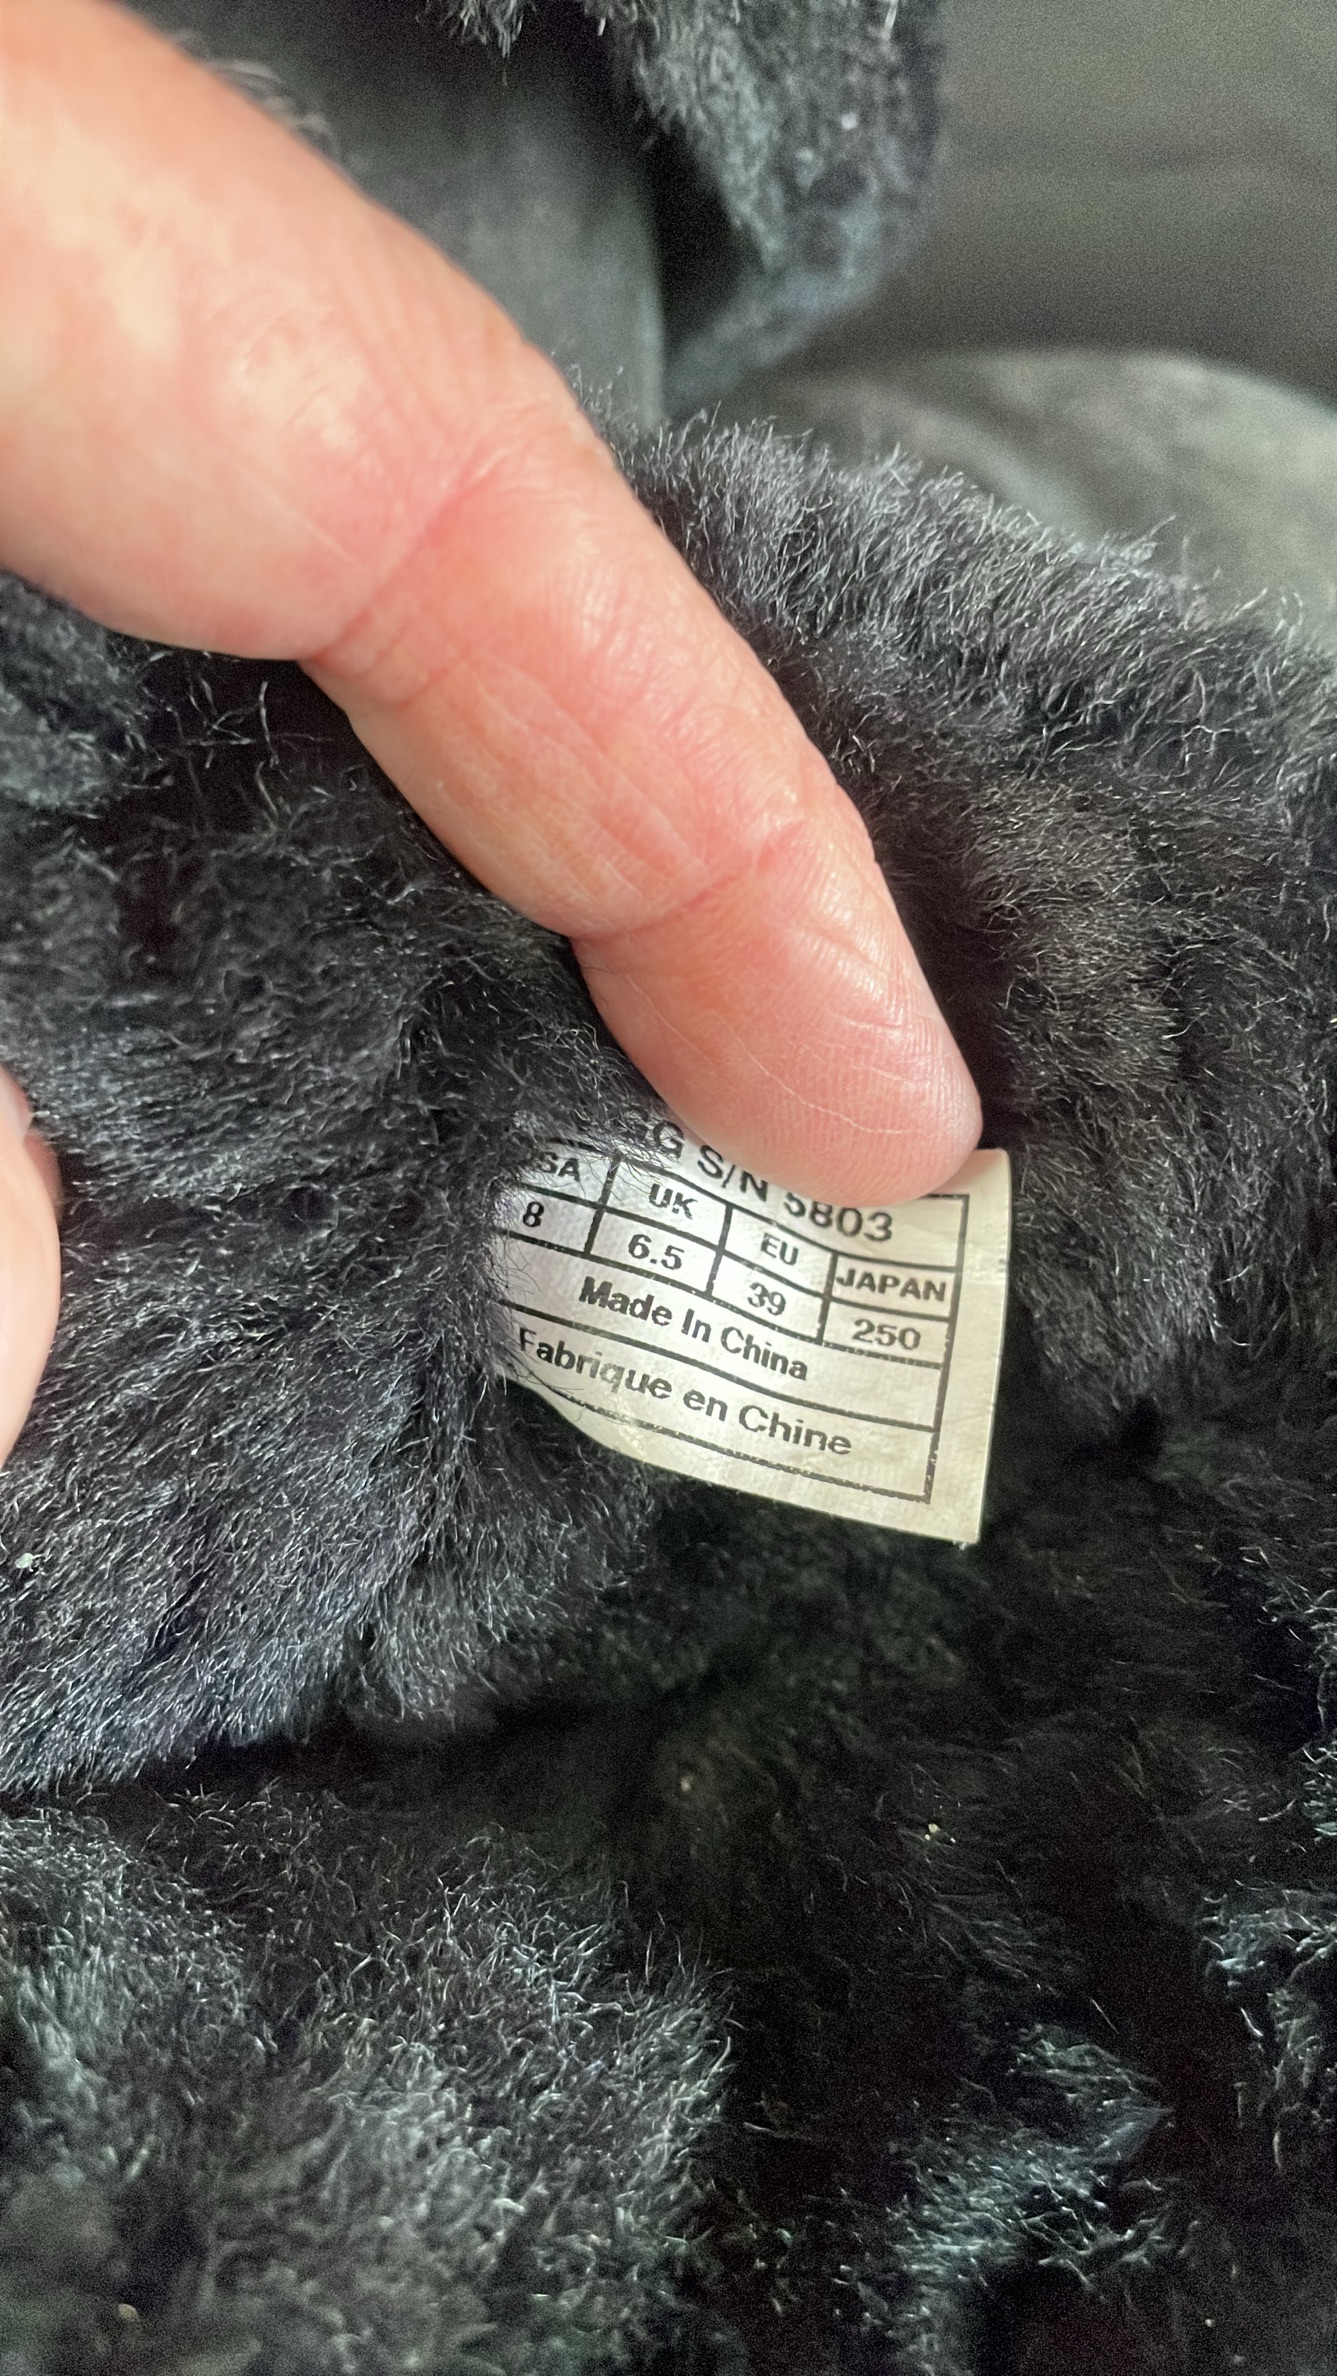 G S/N 5803
SA UK EU JAPAN
8 6.5 39 250
Made In China
Fabrique en Chine